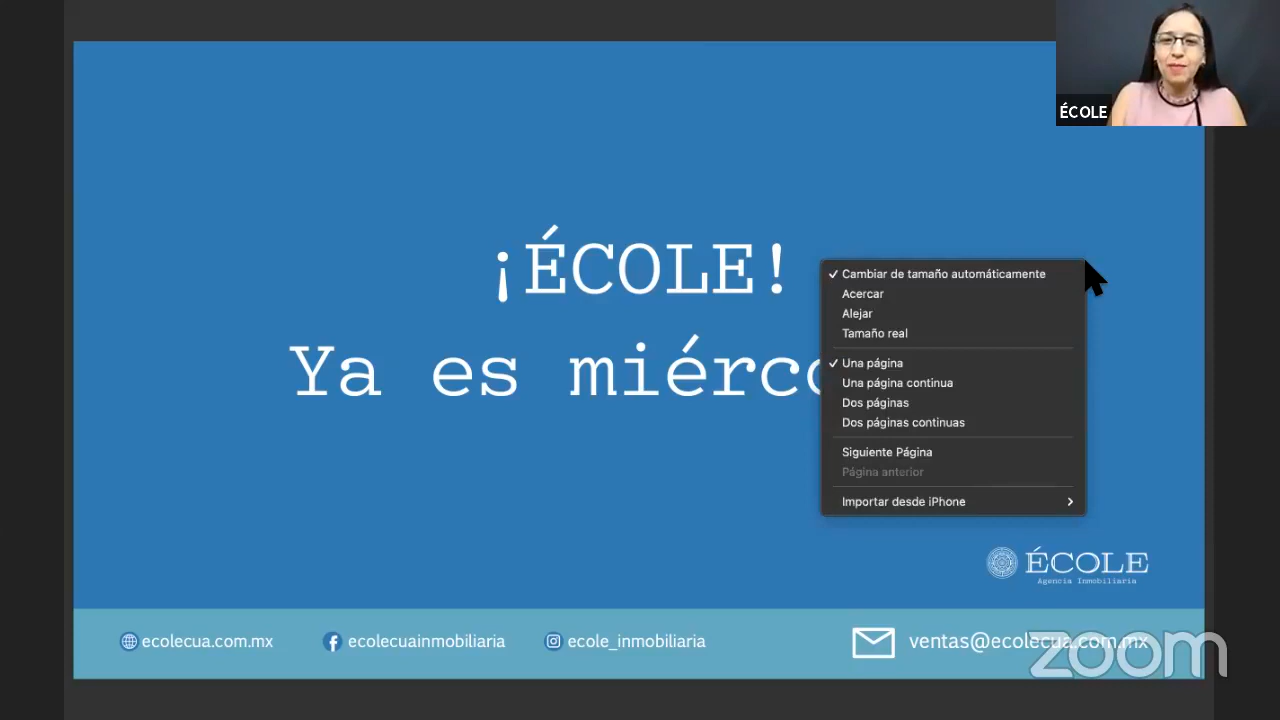 ÉCOLE
¡ÉCOLE!
Ya es miérco
Cambiar de tamaño automáticamente
Acercar
Alejar
Tamaño real
Una página
Una página continua
Dos páginas
Dos páginas continuas
Siguiente Página
Página anterior
Importar desde iPhone
ÉCOLE
Agencia Inmobiliaria
ecolecua.com.mx
ecolecuainmobiliaria
ecole_inmobiliaria
ventas@ecolecua.com.mx
zoom